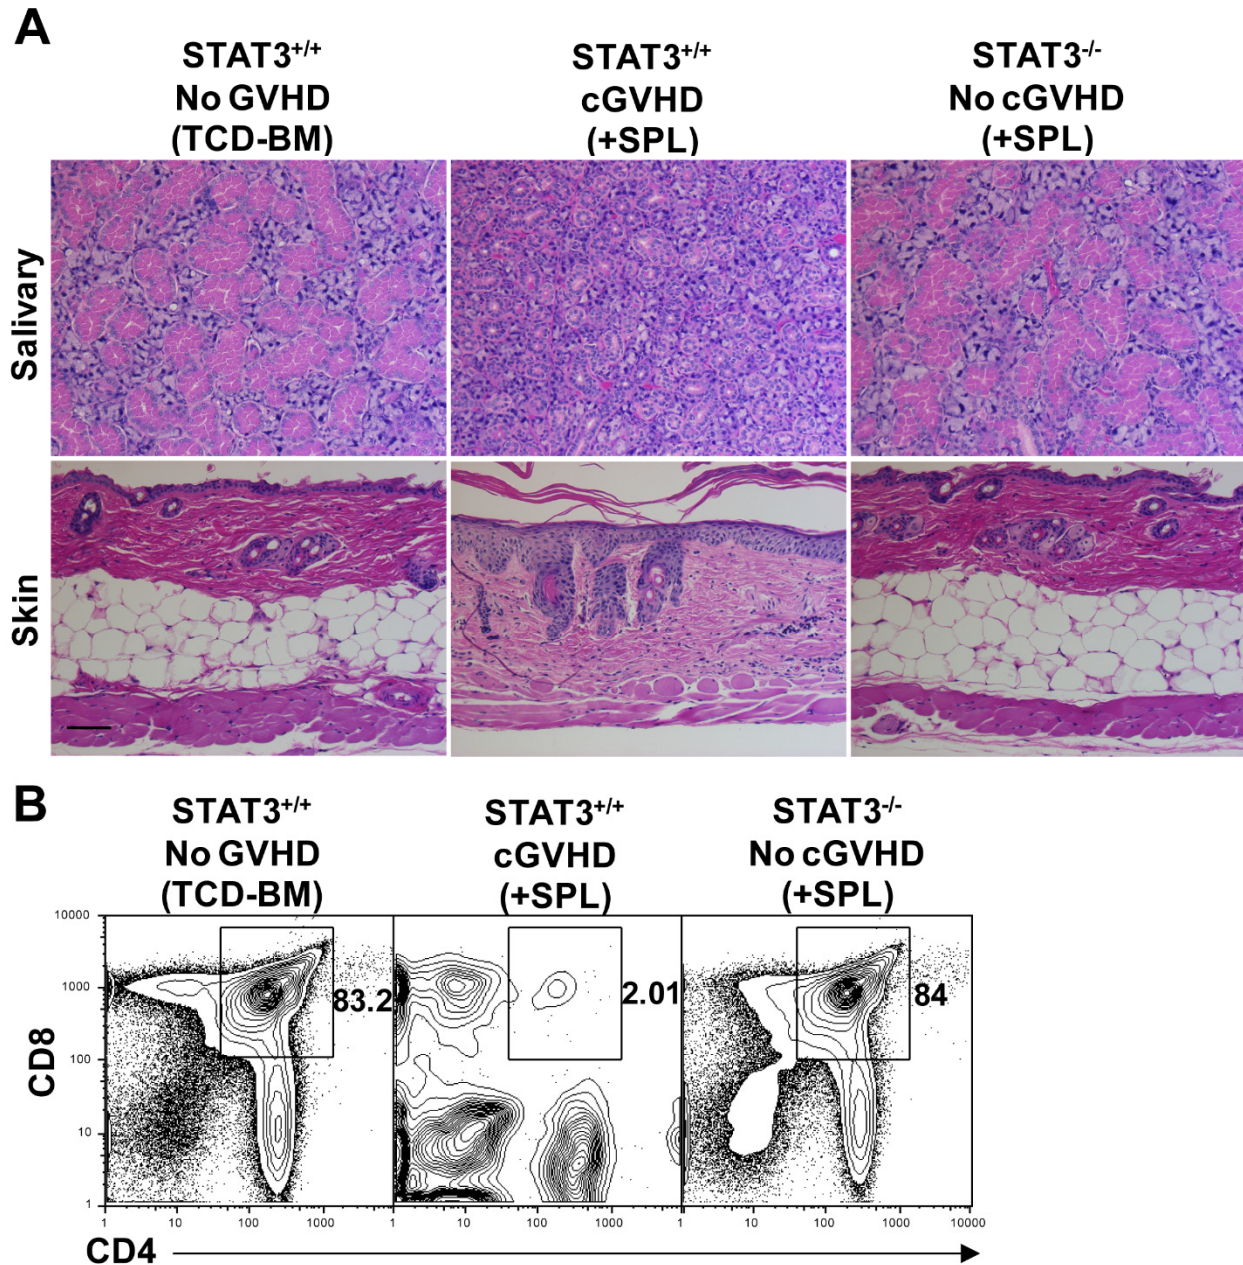 A
STAT3+/+
No GVHD
(TCD-BM)
STAT3+/+
cGVHD
(+SPL)
STAT3-/-
No cGVHD
(+SPL)
Salivary
Skin
B
STAT3+/+
No GVHD
(TCD-BM)
STAT3+/+
cGVHD
(+SPL)
STAT3-/-
No cGVHD
(+SPL)
10000
1000
100
10
1
CD8
83.2
2.01
84
1 10 100 1000 1 10 100 1000 1 10 100 1000 10000
CD4